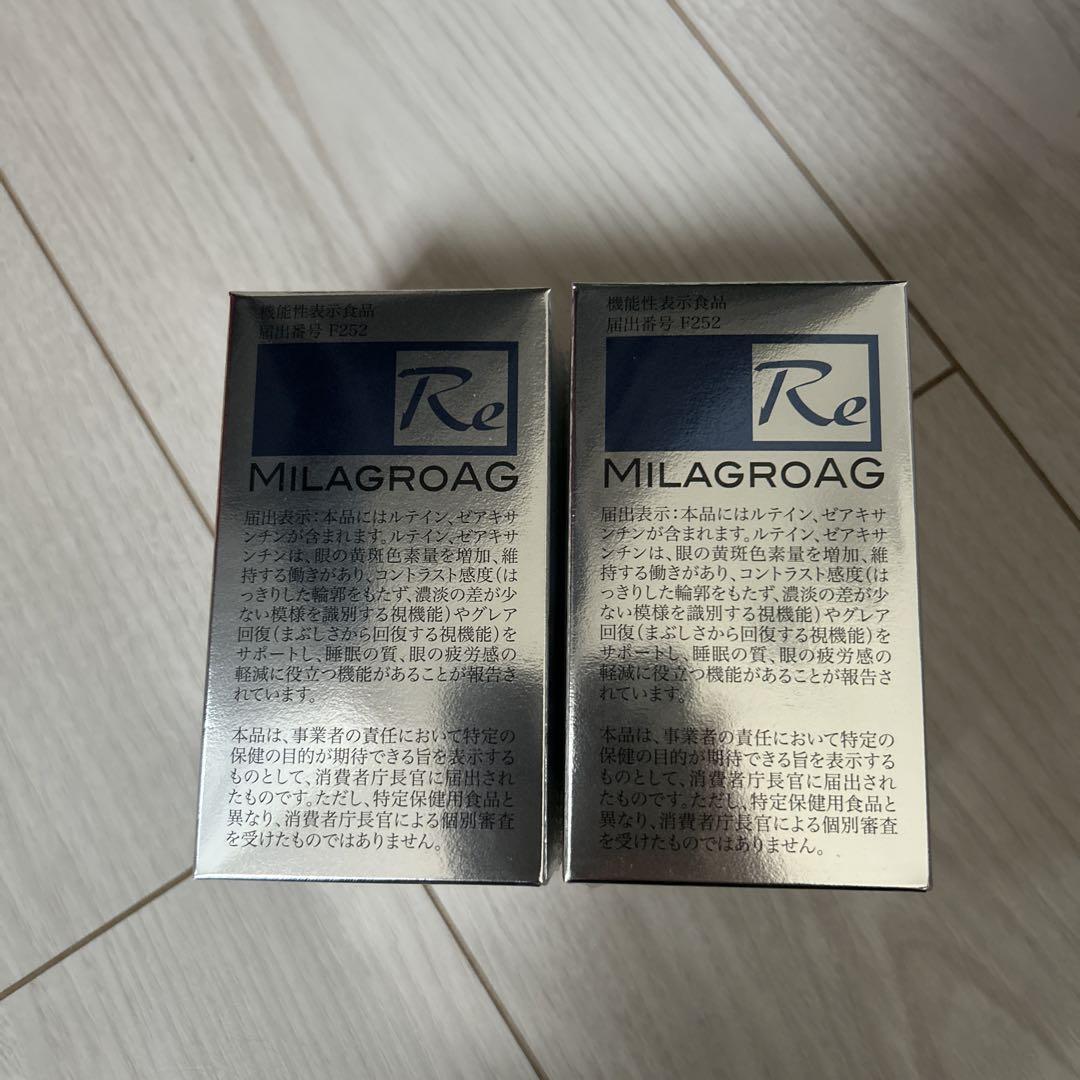 機能性表示食品
届出番号 F252
Re
MILAGROAG
届出表示:本品にはルテイン、ゼアキサ
ンチンが含まれます。ルテイン、ゼアキサ
ンチンは、眼の黄斑色素量を増加、維
持する働きがあり、コントラスト感度(は
っきりした輪郭をもたず、濃淡の差が少
ない模様を識別する視機能)やグレア
回復(まぶしさから回復する視機能)を
サポートし、睡眠の質、眼の疲労感の
軽減に役立つ機能があることが報告さ
れています。
本品は、事業者の責任において特定の
保健の目的が期待できる旨を表示する
ものとして、消費者庁長官に届出され
たものです。ただし、特定保健用食品と
異なり、消費者庁長官による個別審査
を受けたものではありません。
機能性表示食品
届出番号 F252
Re
MILAGROAG
届出表示:本品にはルテイン、ゼアキサ
ンチンが含まれます。ルテイン、ゼアキサ
ンチンは、眼の黄斑色素量を増加、維
持する働きがあり、コントラスト感度(は
っきりした輪郭をもたず、濃淡の差が少
ない模様を識別する視機能)やグレア
回復(まぶしさから回復する視機能)を
サポートし、睡眠の質、眼の疲労感の
軽減に役立つ機能があることが報告さ
れています。
本品は、事業者の責任において特定の
保健の目的が期待できる旨を表示する
ものとして、消費者庁長官に届出され
たものです。ただし、特定保健用食品と
異なり、消費者庁長官による個別審査
を受けたものではありません。